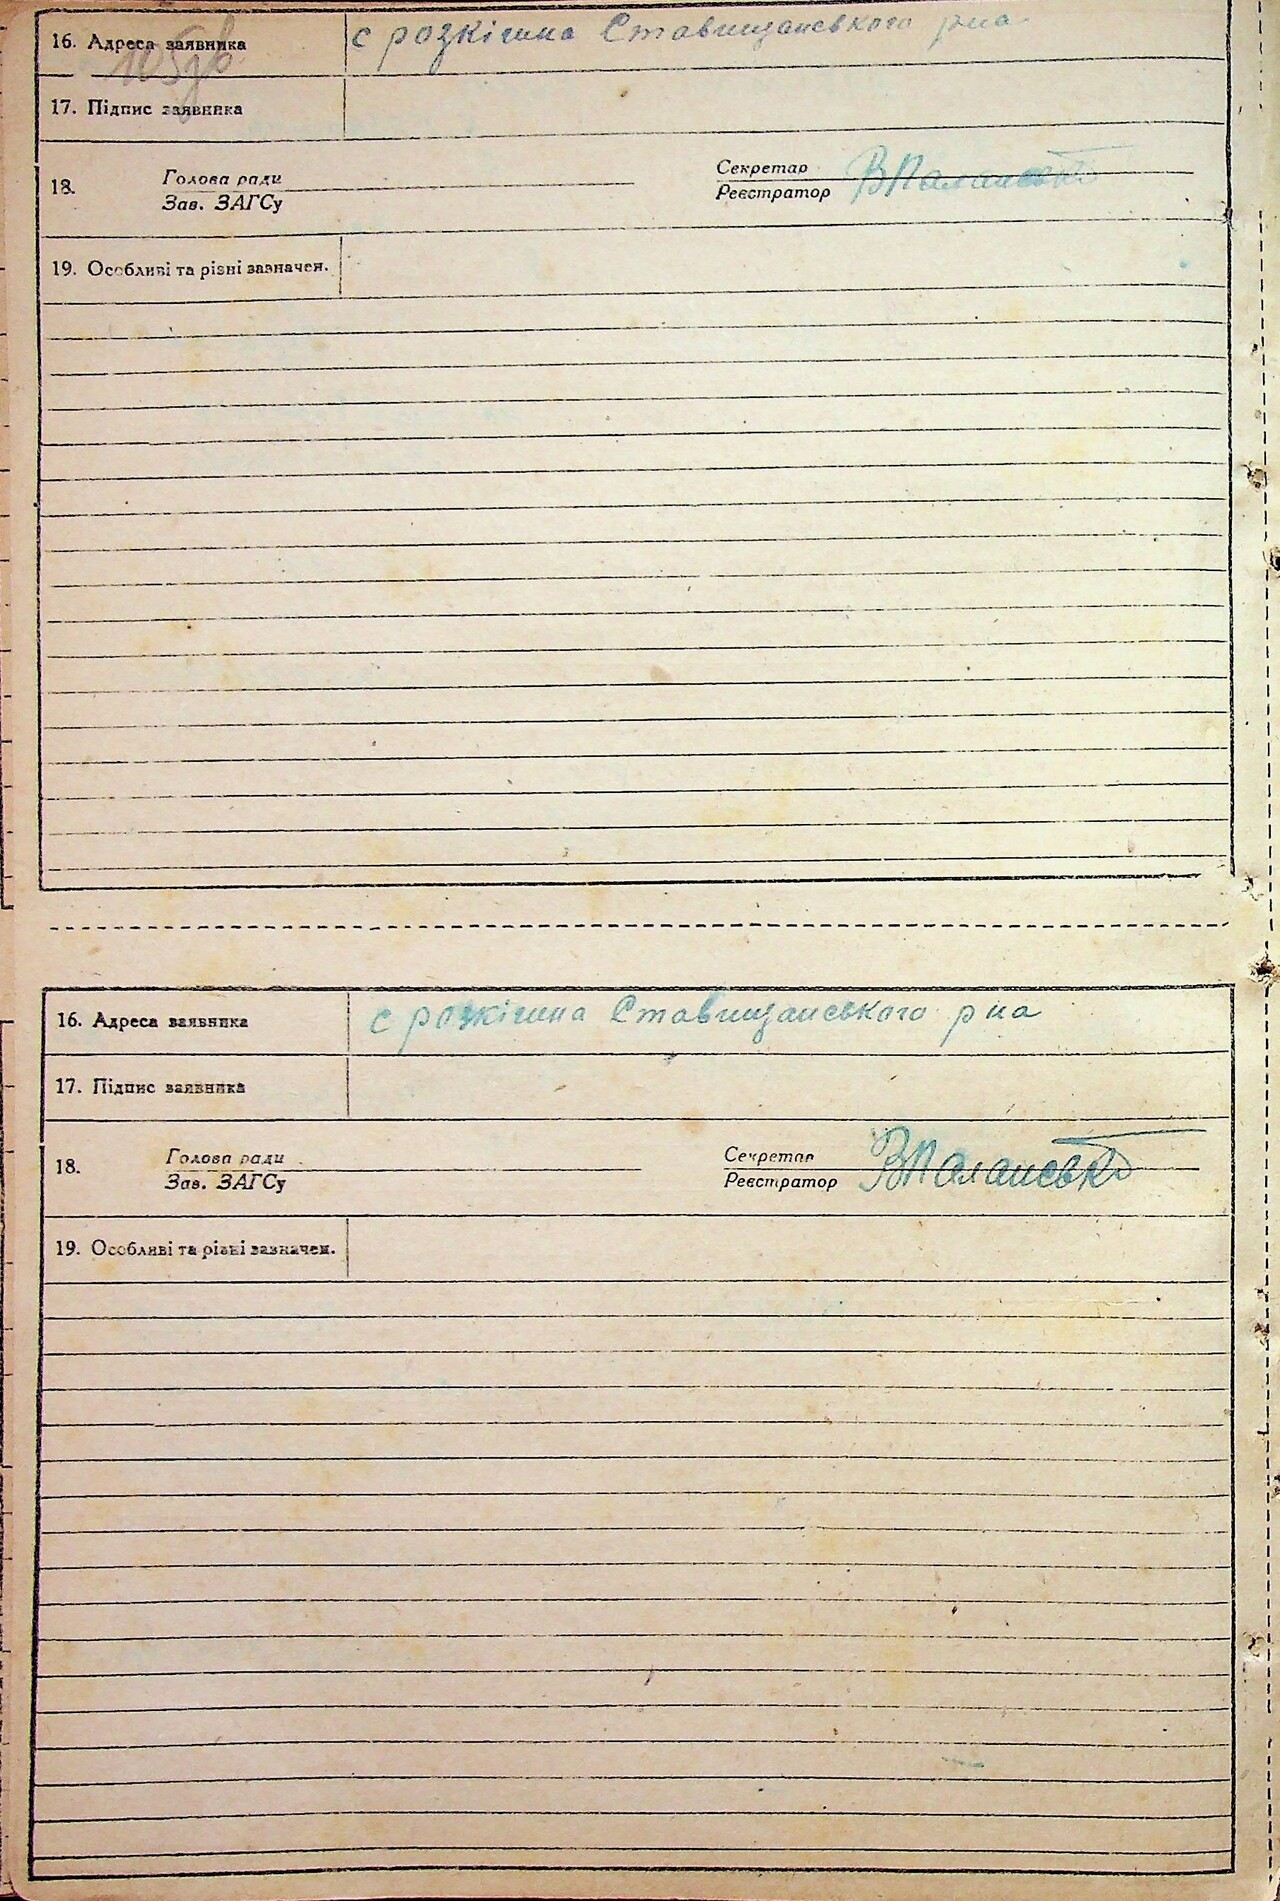 16. Адреса заявника с розкішна Ставищанського р на
105зв.
17. Підпис заявника
18. Голова ради Секретар
Зав. ЗАГСу Реєстратор
19. Особливі та різні зазначен.
16. Адреса заявника с розкішна Ставищанського р на
17. Підпис заявника
18. Голова ради Секретар
Зав. ЗАГСу Реєстратор
19. Особливі та різні зазначен.